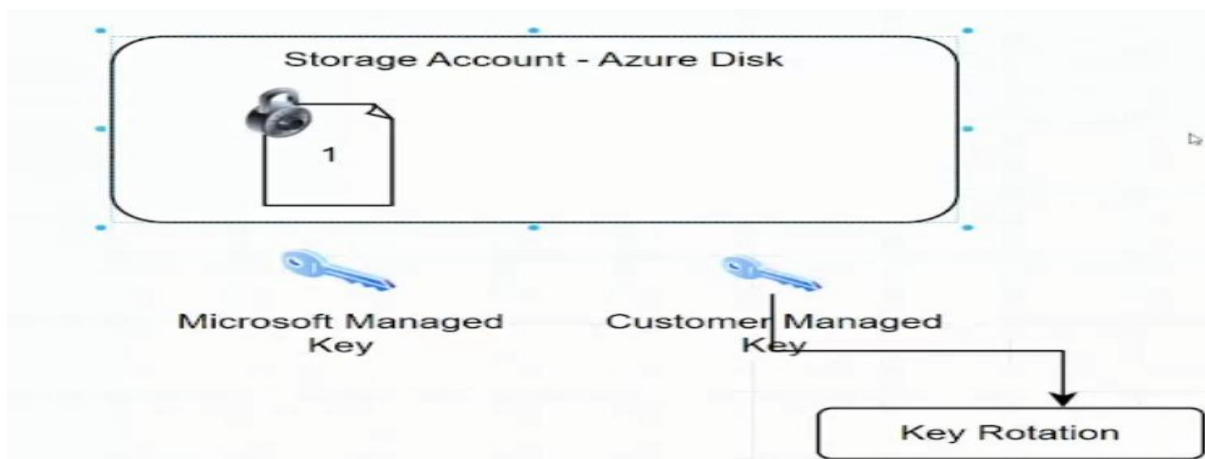 Storage Account - Azure Disk
1
Microsoft Managed
Key
Customer Managed
Key
Key Rotation